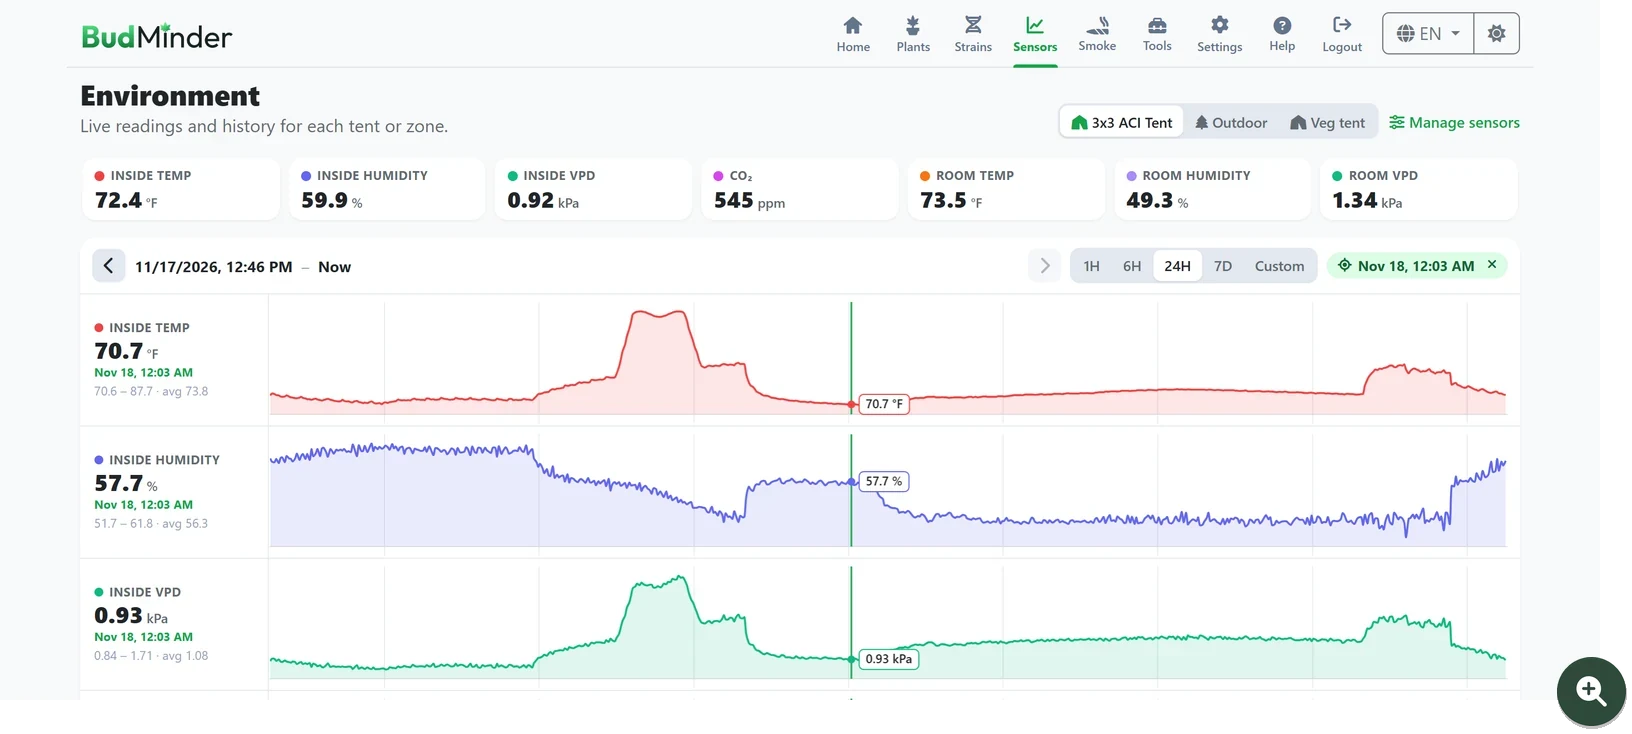 BudMinder
Home
Plants
Strains
Sensors
Smoke
Tools
Settings
Help
Logout
EN
Environment
Live readings and history for each tent or zone.
3x3 ACI Tent
Outdoor
Veg tent
Manage sensors
INSIDE TEMP
72.4 °F
INSIDE HUMIDITY
59.9 %
INSIDE VPD
0.92 kPa
CO₂
545 ppm
ROOM TEMP
73.5 °F
ROOM HUMIDITY
49.3 %
ROOM VPD
1.34 kPa
11/17/2026, 12:46 PM – Now
1H
6H
24H
7D
Custom
Nov 18, 12:03 AM ×
INSIDE TEMP
70.7 °F
Nov 18, 12:03 AM
70.6 – 87.7 · avg 73.8
70.7 °F
INSIDE HUMIDITY
57.7 %
Nov 18, 12:03 AM
51.7 – 61.8 · avg 56.3
57.7 %
INSIDE VPD
0.93 kPa
Nov 18, 12:03 AM
0.84 – 1.71 · avg 1.08
0.93 kPa